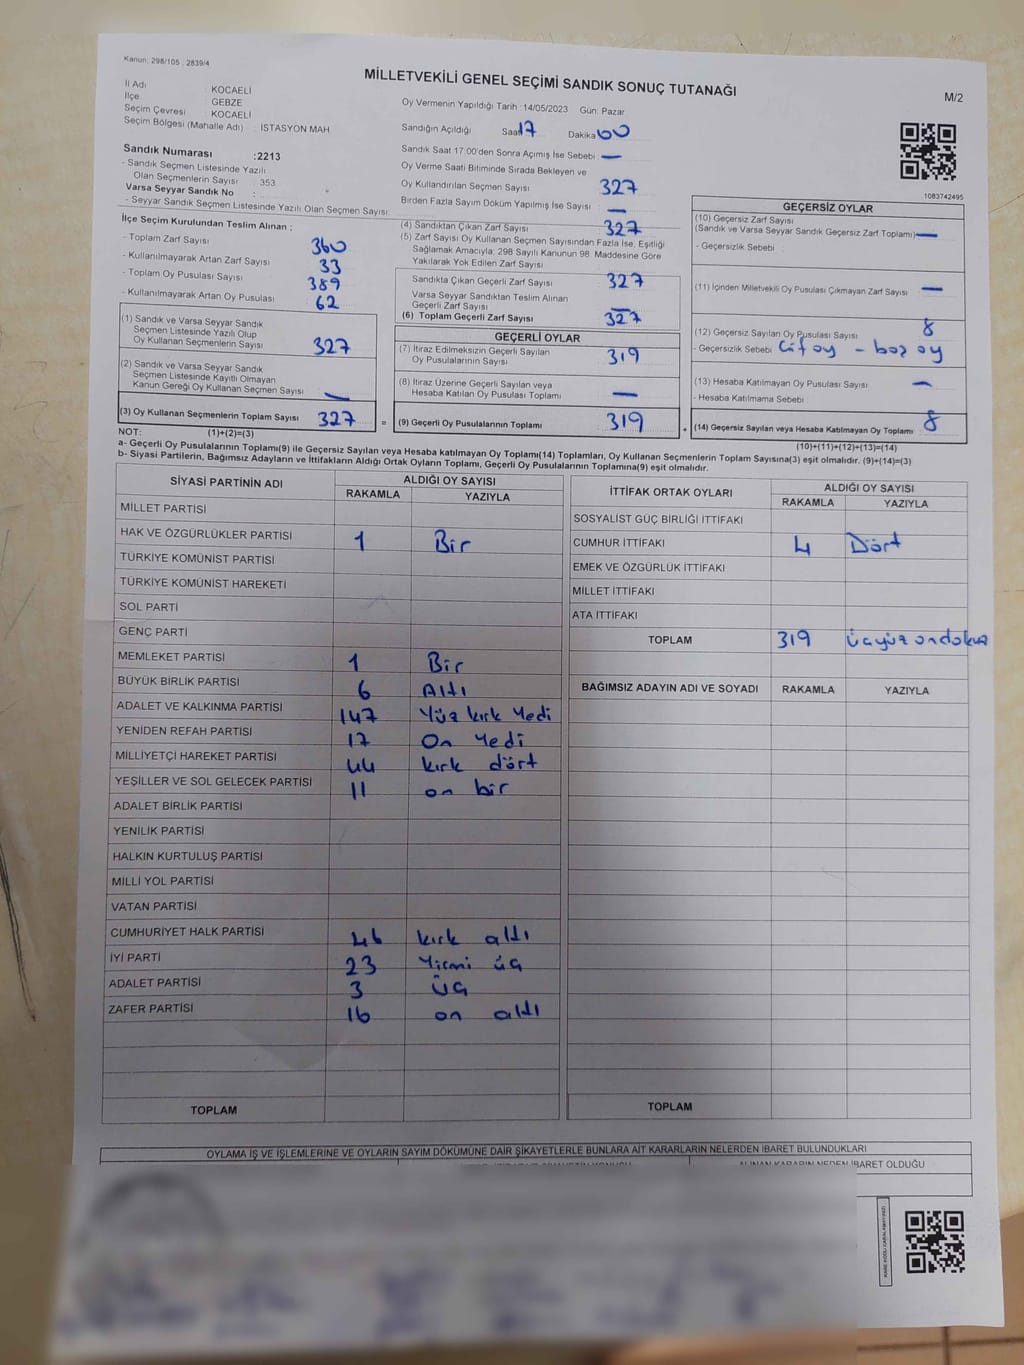 Kanun; 298/105 , 2839/4
MİLLETVEKİLİ GENEL SEÇİMİ SANDIK SONUÇ TUTANAĞI
M/2
İl Adı : KOCAELİ
İlçe GEBZE
Seçim Çevresi : KOCAELİ
Seçim Bölgesi (Mahalle Adı) : İSTASYON MAH.
Sandık Numarası :2213
- Sandık Seçmen Listesinde Yazılı
Olan Seçmenlerin Sayısı : 353
Varsa Seyyar Sandık No :
- Seyyar Sandık Seçmen Listesinde Yazılı Olan Seçmen Sayısı:
Oy Vermenin Yapıldığı Tarih :14/05/2023 Gün: Pazar
Sandığın Açıldığı Saat 17 Dakika 00
Sandık Saat 17:00'den Sonra Açımış İse Sebebi : —
Oy Verme Saati Bitiminde Sırada Bekleyen ve
Oy Kullandırılan Seçmen Sayısı 327
Birden Fazla Sayım Döküm Yapılmış İse Sayısı : —
1083742495
İlçe Seçim Kurulundan Teslim Alınan ;
- Toplam Zarf Sayısı 360
- Kullanılmayarak Artan Zarf Sayısı 33
- Toplam Oy Pusulası Sayısı 389
- Kullanılmayarak Artan Oy Pusulası 62
(1) Sandık ve Varsa Seyyar Sandık
Seçmen Listesinde Yazılı Olup
Oy Kullanan Seçmenlerin Sayısı 327
(2) Sandık ve Varsa Seyyar Sandık
Seçmen Listesinde Kayıtlı Olmayan
Kanun Gereği Oy Kullanan Seçmen Sayısı —
(3) Oy Kullanan Seçmenlerin Toplam Sayısı 327
(4) Sandıktan Çıkan Zarf Sayısı 327
(5) Zarf Sayısı Oy Kullanan Seçmen Sayısından Fazla İse, Eşitliği
Sağlamak Amacıyla; 298 Sayılı Kanunun 98. Maddesine Göre
Yakılarak Yok Edilen Zarf Sayısı
Sandıkta Çıkan Geçerli Zarf Sayısı 327
Varsa Seyyar Sandıktan Teslim Alınan
Geçerli Zarf Sayısı —
(6) Toplam Geçerli Zarf Sayısı 327
GEÇERLİ OYLAR
(7) İtiraz Edilmeksizin Geçerli Sayılan
Oy Pusulalarının Sayısı 319
(8) İtiraz Üzerine Geçerli Sayılan veya
Hesaba Katılan Oy Pusulası Toplamı —
= (9) Geçerli Oy Pusulalarının Toplamı 319
GEÇERSİZ OYLAR
(10) Geçersiz Zarf Sayısı
(Sandık ve Varsa Seyyar Sandık Geçersiz Zarf Toplamı) —
- Geçersizlik Sebebi :
(11) İçinden Milletvekili Oy Pusulası Çıkmayan Zarf Sayısı —
(12) Geçersiz Sayılan Oy Pusulası Sayısı 8
- Geçersizlik Sebebi Çift oy - boş oy
(13) Hesaba Katılmayan Oy Pusulası Sayısı —
- Hesaba Katılmama Sebebi :
+ (14) Geçersiz Sayılan veya Hesaba Katılmayan Oy Toplamı 8
NOT: (1)+(2)=(3)
(10)+(11)+(12)+(13)=(14)
a- Geçerli Oy Pusulalarının Toplamı(9) ile Geçersiz Sayılan veya Hesaba katılmayan Oy Toplamı(14) Toplamları, Oy Kullanan Seçmenlerin Toplam Sayısına(3) eşit olmalıdır. (9)+(14)=(3)
b- Siyasi Partilerin, Bağımsız Adayların ve İttifakların Aldığı Ortak Oyların Toplamı, Geçerli Oy Pusulalarının Toplamına(9) eşit olmalıdır.
SİYASİ PARTİNİN ADI ALDIĞI OY SAYISI
RAKAMLA YAZIYLA
MİLLET PARTİSİ
HAK VE ÖZGÜRLÜKLER PARTİSİ 1 Bir
TÜRKİYE KOMÜNİST PARTİSİ
TÜRKİYE KOMÜNİST HAREKETİ
SOL PARTİ
GENÇ PARTİ
MEMLEKET PARTİSİ 1 Bir
BÜYÜK BİRLİK PARTİSİ 6 Altı
ADALET VE KALKINMA PARTİSİ 147 Yüz kırk Yedi
YENİDEN REFAH PARTİSİ 17 On Yedi
MİLLİYETÇİ HAREKET PARTİSİ 44 kırk dört
YEŞİLLER VE SOL GELECEK PARTİSİ 11 on bir
ADALET BİRLİK PARTİSİ
YENİLİK PARTİSİ
HALKIN KURTULUŞ PARTİSİ
MİLLİ YOL PARTİSİ
VATAN PARTİSİ
CUMHURİYET HALK PARTİSİ 46 kırk altı
İYİ PARTİ 23 Yirmi üç
ADALET PARTİSİ 3 üç
ZAFER PARTİSİ 16 on altı
TOPLAM
İTTİFAK ORTAK OYLARI ALDIĞI OY SAYISI
RAKAMLA YAZIYLA
SOSYALİST GÜÇ BİRLİĞİ İTTİFAKI
CUMHUR İTTİFAKI 4 Dört
EMEK VE ÖZGÜRLÜK İTTİFAKI
MİLLET İTTİFAKI
ATA İTTİFAKI
TOPLAM 319 üçyüz ondokuz
BAĞIMSIZ ADAYIN ADI VE SOYADI RAKAMLA YAZIYLA
TOPLAM
OYLAMA İŞ VE İŞLEMLERİNE VE OYLARIN SAYIM DÖKÜMÜNE DAİR ŞİKAYETLERLE BUNLARA AİT KARARLARIN NELERDEN İBARET BULUNDUKLARI
ALINAN KARARIN NEDEN İBARET OLDUĞU